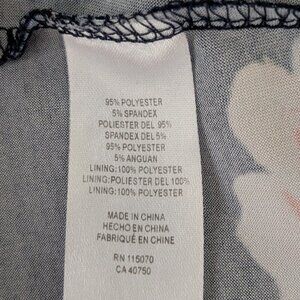 95% POLYESTER
5% SPANDEX
POLIESTER DEL 95%
SPANDEX DEL 5%
95% POLYESTER
5% ANGUAN
LINING: 100% POLYESTER
LINING: POLIESTER DEL 100%
LINING: 100% POLYESTER
MADE IN CHINA
HECHO EN CHINA
FABRIQUÉ EN CHINE
RN 115070
CA 40750